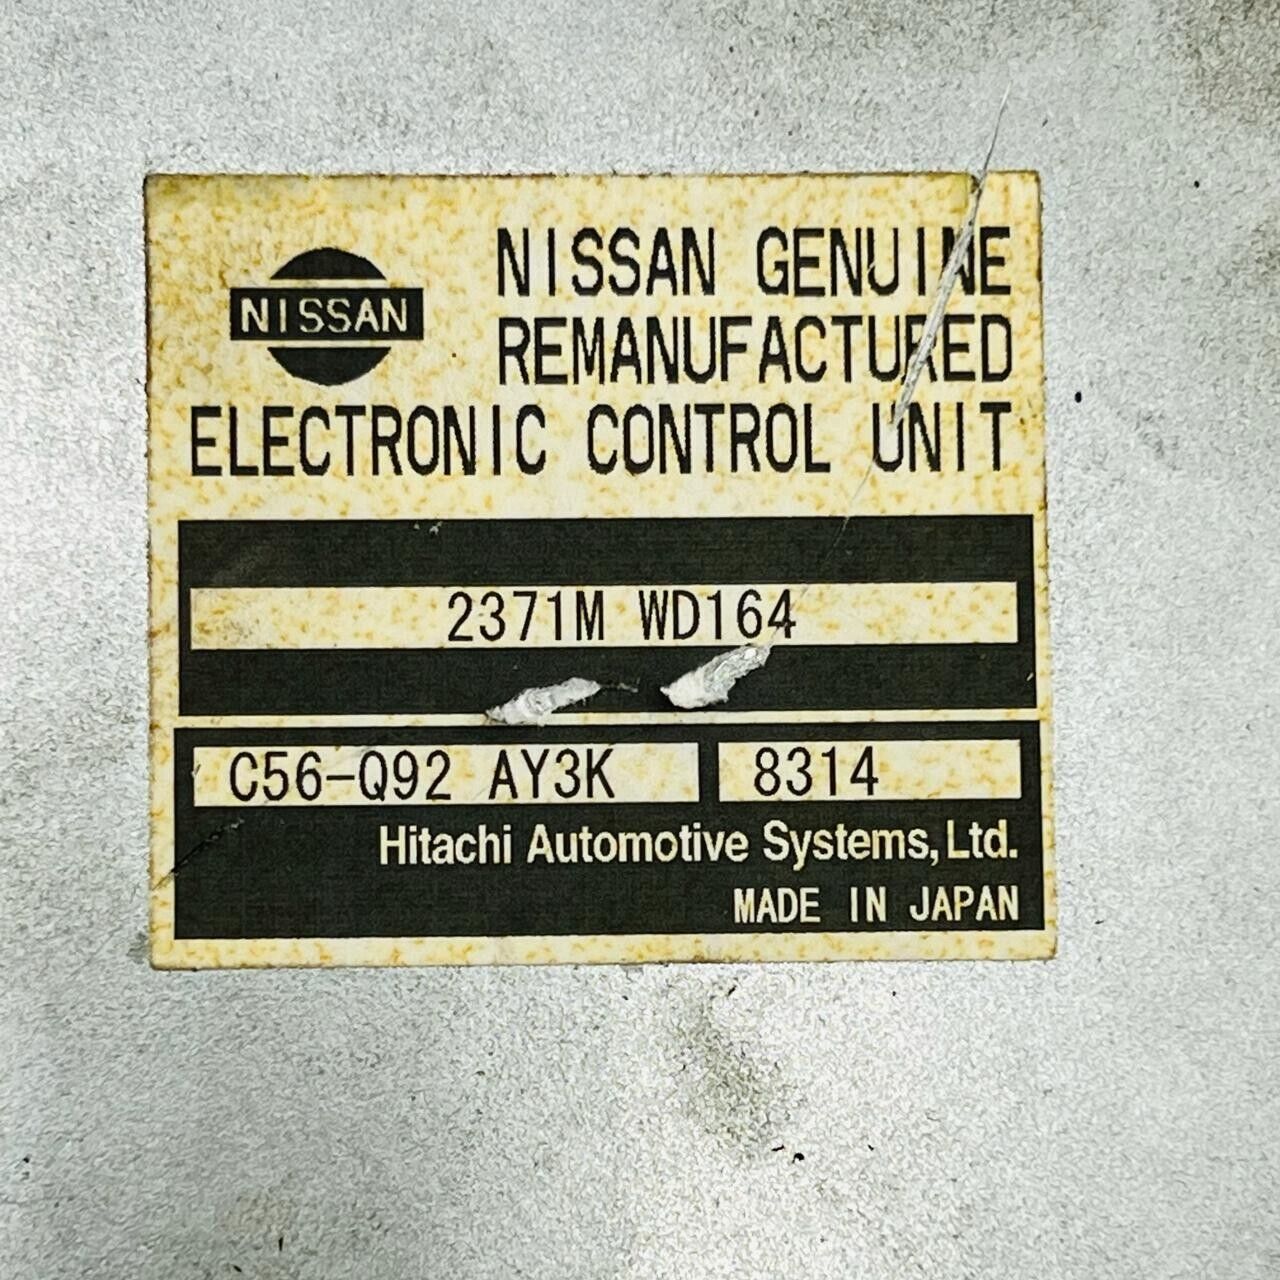 NISSAN
NISSAN GENUINE
REMANUFACTURED
ELECTRONIC CONTROL UNIT
2371M WD164
C56-Q92 AY3K 8314
Hitachi Automotive Systems, Ltd.
MADE IN JAPAN